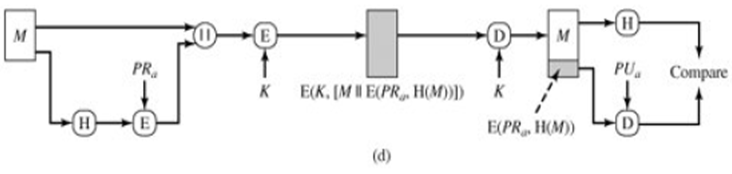 M
||
E
D
M
H
PRₐ
PUₐ
Compare
K
E(K, [M || E(PRₐ, H(M))])
K
H
E
E(PRₐ, H(M))
D
(d)